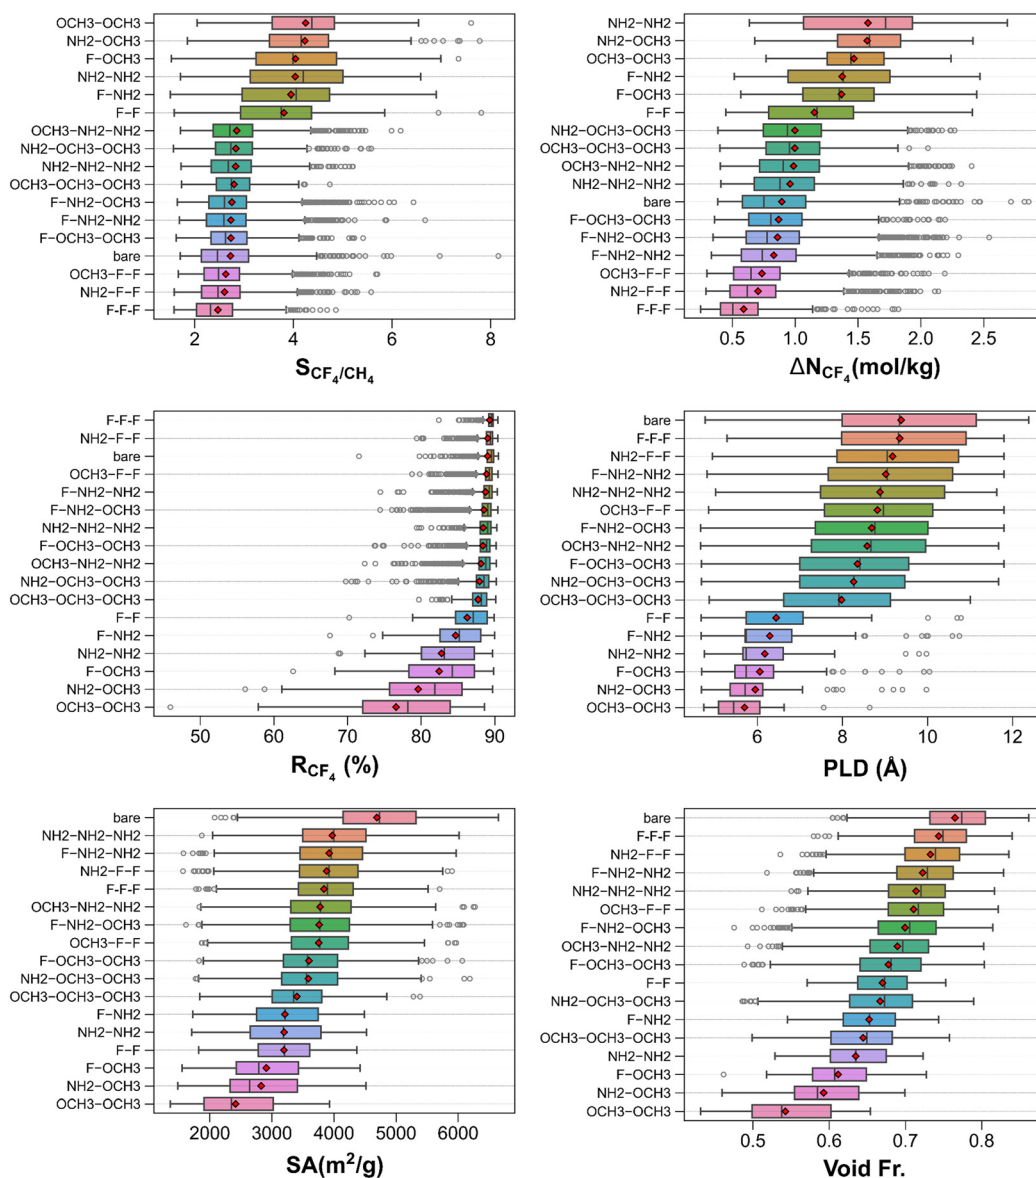 OCH3-OCH3
NH2-OCH3
F-OCH3
NH2-NH2
F-NH2
F-F
OCH3-NH2-NH2
NH2-OCH3-OCH3
NH2-NH2-NH2
OCH3-OCH3-OCH3
F-NH2-OCH3
F-NH2-NH2
F-OCH3-OCH3
bare
OCH3-F-F
NH2-F-F
F-F-F
2 4 6 8
S_CF4/CH4
NH2-NH2
NH2-OCH3
OCH3-OCH3
F-NH2
F-OCH3
F-F
NH2-OCH3-OCH3
OCH3-OCH3-OCH3
OCH3-NH2-NH2
NH2-NH2-NH2
bare
F-OCH3-OCH3
F-NH2-OCH3
F-NH2-NH2
OCH3-F-F
NH2-F-F
F-F-F
0.5 1.0 1.5 2.0 2.5
ΔN_CF4(mol/kg)
F-F-F
NH2-F-F
bare
OCH3-F-F
F-NH2-NH2
F-NH2-OCH3
NH2-NH2-NH2
F-OCH3-OCH3
OCH3-NH2-NH2
NH2-OCH3-OCH3
OCH3-OCH3-OCH3
F-F
F-NH2
NH2-NH2
F-OCH3
NH2-OCH3
OCH3-OCH3
50 60 70 80 90
R_CF4 (%)
bare
F-F-F
NH2-F-F
F-NH2-NH2
NH2-NH2-NH2
OCH3-F-F
F-NH2-OCH3
OCH3-NH2-NH2
F-OCH3-OCH3
NH2-OCH3-OCH3
OCH3-OCH3-OCH3
F-F
F-NH2
NH2-NH2
F-OCH3
NH2-OCH3
OCH3-OCH3
6 8 10 12
PLD (Å)
bare
NH2-NH2-NH2
F-NH2-NH2
NH2-F-F
F-F-F
OCH3-NH2-NH2
F-NH2-OCH3
OCH3-F-F
F-OCH3-OCH3
NH2-OCH3-OCH3
OCH3-OCH3-OCH3
F-NH2
NH2-NH2
F-F
F-OCH3
NH2-OCH3
OCH3-OCH3
2000 3000 4000 5000 6000
SA(m²/g)
bare
F-F-F
NH2-F-F
F-NH2-NH2
NH2-NH2-NH2
OCH3-F-F
F-NH2-OCH3
OCH3-NH2-NH2
F-OCH3-OCH3
F-F
NH2-OCH3-OCH3
F-NH2
OCH3-OCH3-OCH3
NH2-NH2
F-OCH3
NH2-OCH3
OCH3-OCH3
0.5 0.6 0.7 0.8
Void Fr.